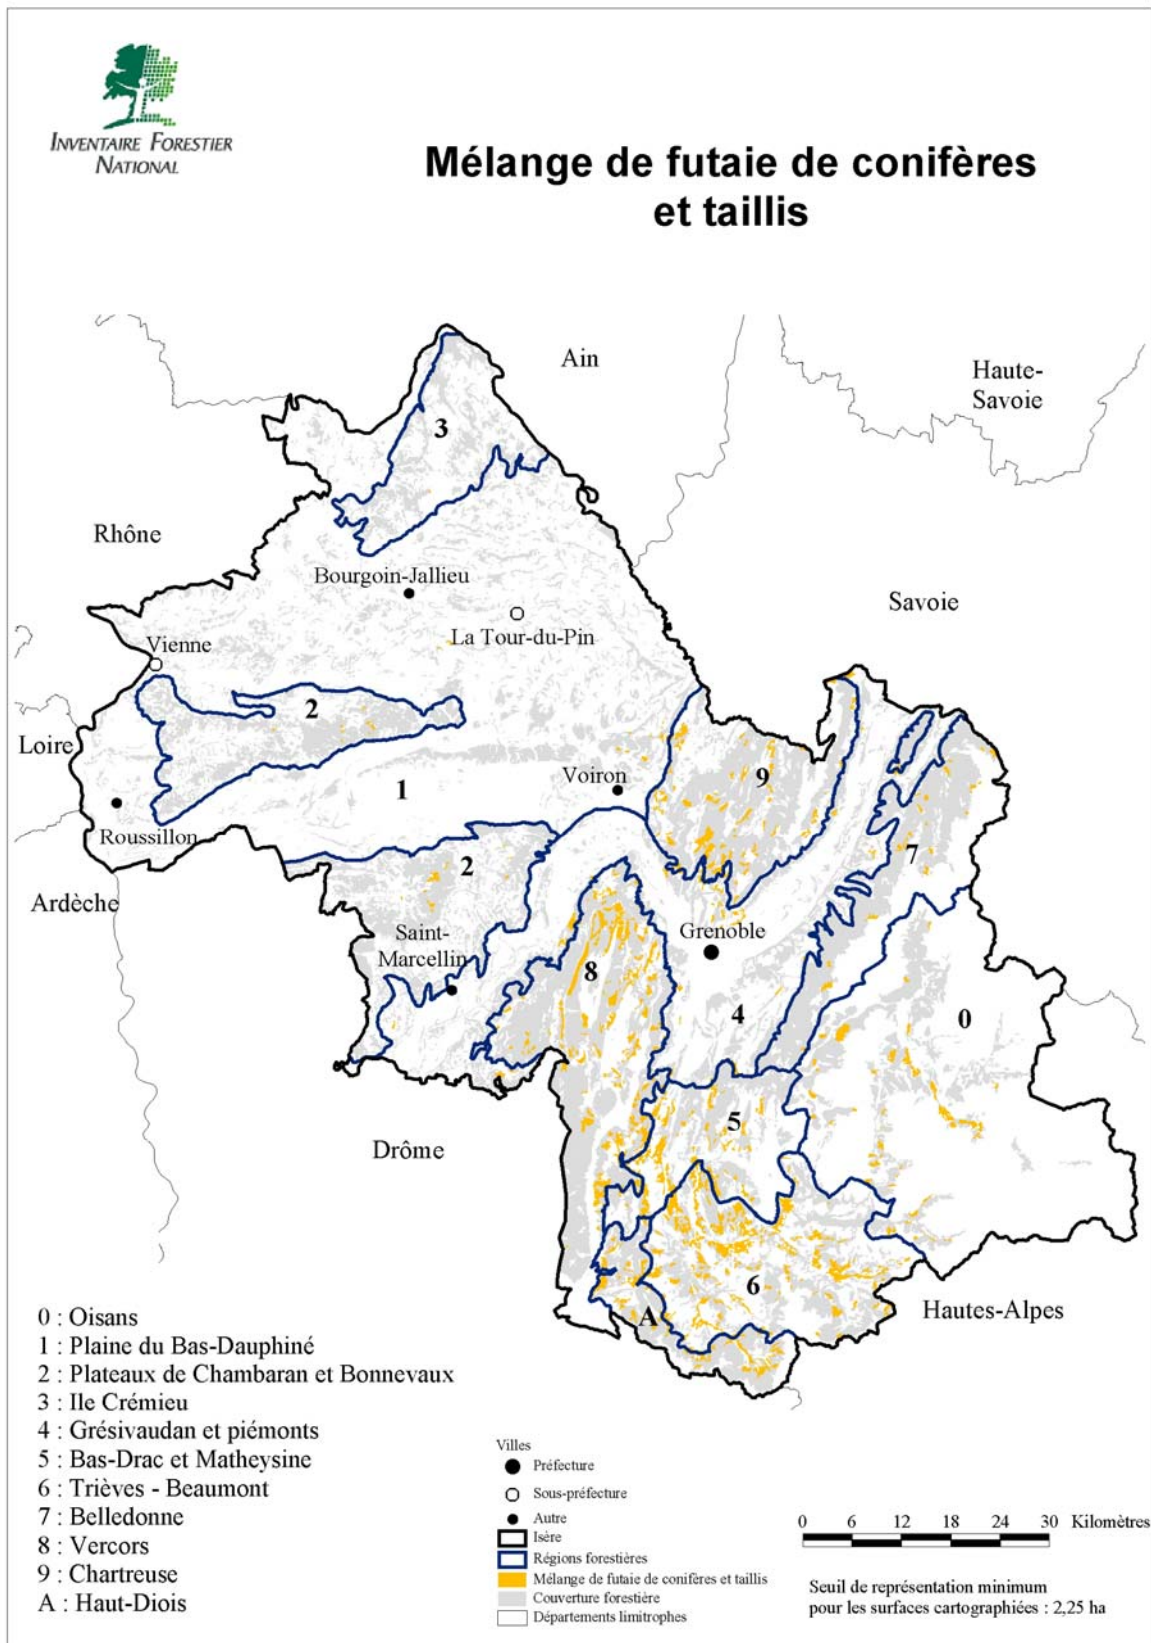 INVENTAIRE FORESTIER
NATIONAL
Mélange de futaie de conifères
et taillis
Ain
Haute-
Savoie
3
Rhône
Bourgoin-Jallieu
Savoie
La Tour-du-Pin
Vienne
2
Loire
9
Voiron
1
Roussillon
7
2
Ardèche
Saint-
Marcellin
Grenoble
8
4
0
5
Drôme
6
A
Hautes-Alpes
0 : Oisans
1 : Plaine du Bas-Dauphiné
2 : Plateaux de Chambaran et Bonnevaux
3 : Ile Crémieu
4 : Grésivaudan et piémonts
5 : Bas-Drac et Matheysine
6 : Trièves - Beaumont
7 : Belledonne
8 : Vercors
9 : Chartreuse
A : Haut-Diois
Villes
Préfecture
Sous-préfecture
Autre
Isère
Régions forestières
Mélange de futaie de conifères et taillis
Couverture forestière
Départements limitrophes
0 6 12 18 24 30 Kilomètres
Seuil de représentation minimum
pour les surfaces cartographiées : 2,25 ha